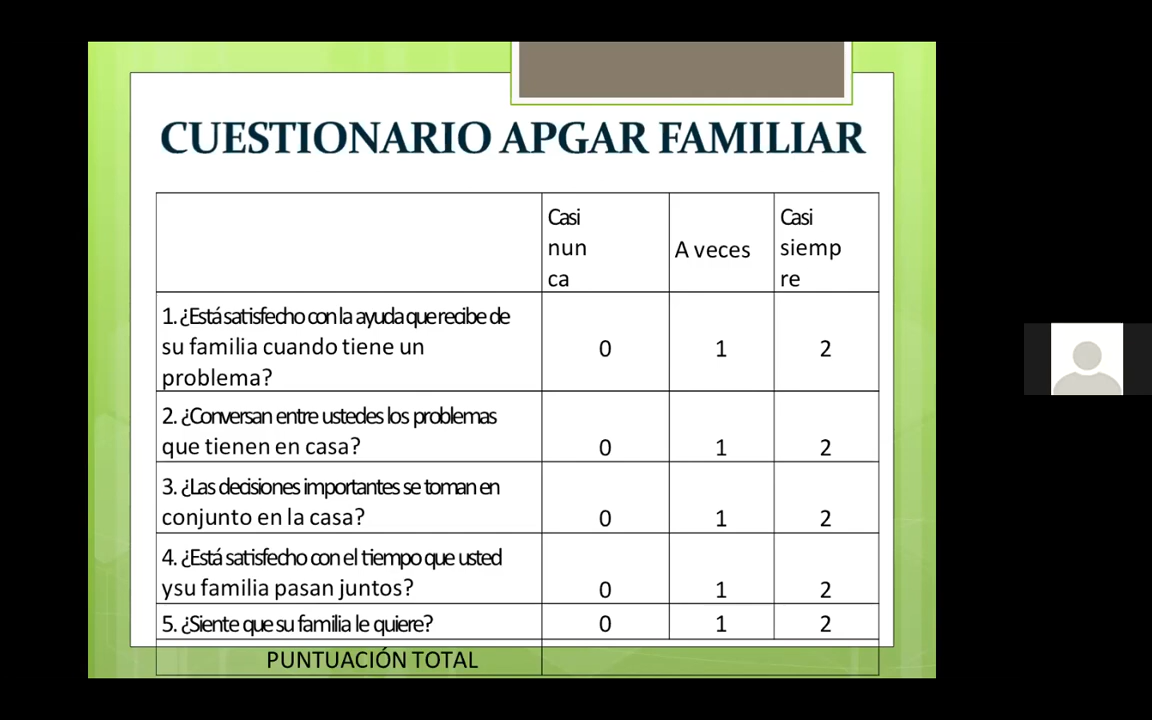 CUESTIONARIO APGAR FAMILIAR
Casi
nun
ca
A veces
Casi
siemp
re
1. ¿Está satisfecho con la ayuda que recibe de
su familia cuando tiene un
problema?
0 1 2
2. ¿Conversan entre ustedes los problemas
que tienen en casa?
0 1 2
3. ¿Las decisiones importantes se toman en
conjunto en la casa?
0 1 2
4. ¿Está satisfecho con el tiempo que usted
ysu familia pasan juntos?
0 1 2
5. ¿Siente que su familia le quiere? 0 1 2
PUNTUACIÓN TOTAL